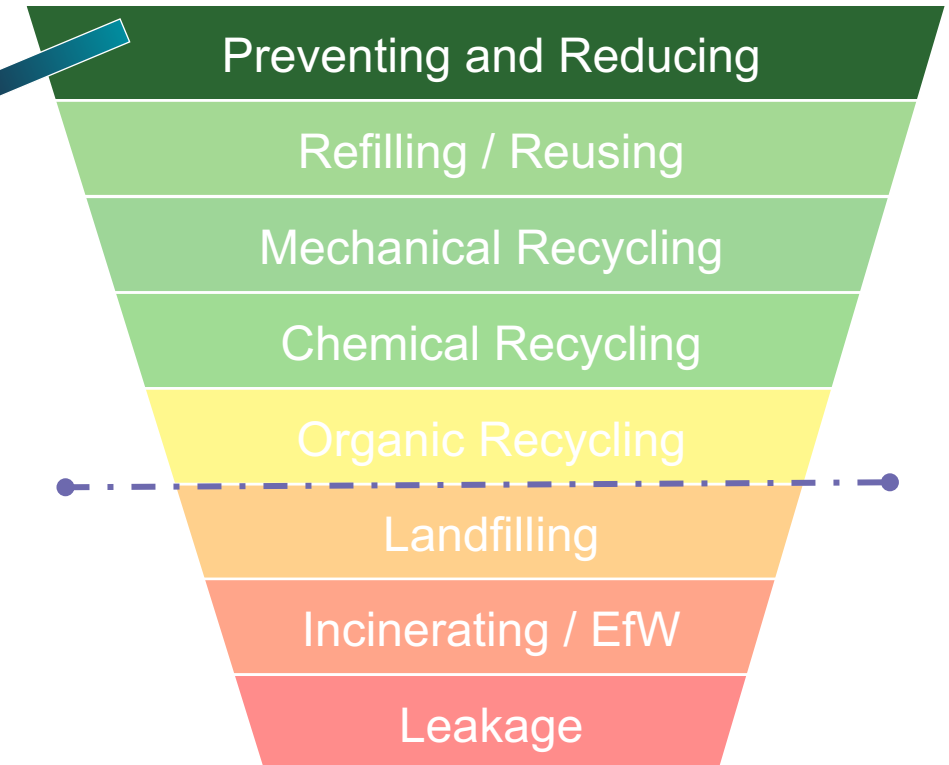 Preventing and Reducing
Refilling / Reusing
Mechanical Recycling
Chemical Recycling
Organic Recycling
Landfilling
Incinerating / EfW
Leakage